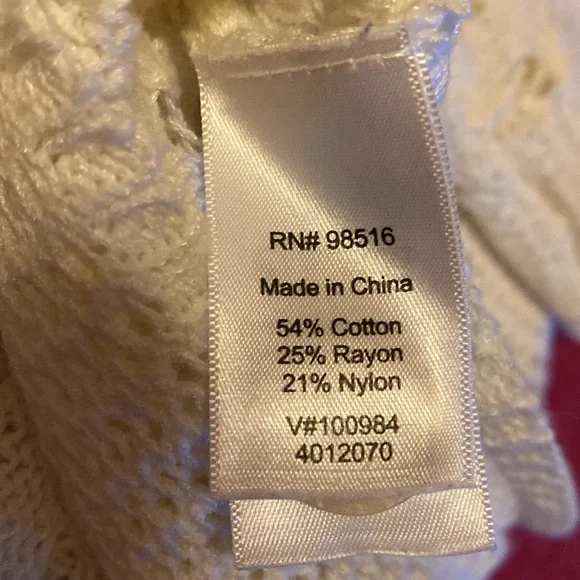 RN# 98516
Made in China
54% Cotton
25% Rayon
21% Nylon
V#100984
4012070